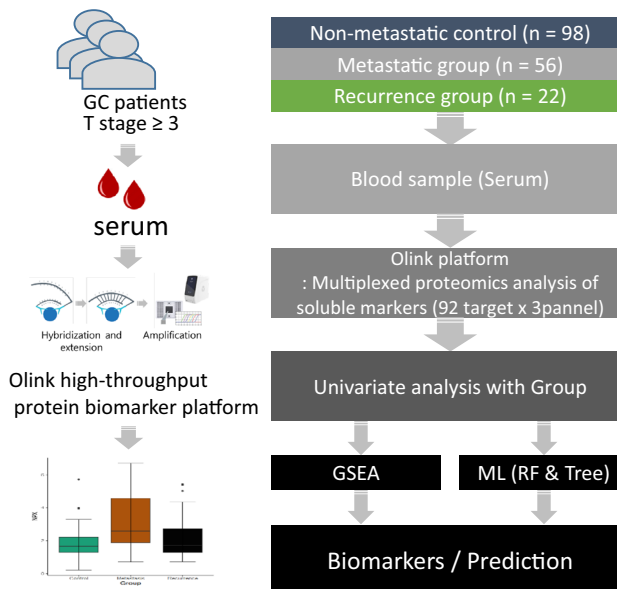 GC patients
T stage ≥ 3
serum
Hybridization and
extension
Amplification
Olink high-throughput
protein biomarker platform
Control
Group
Non-metastatic control (n = 98)
Metastatic group (n = 56)
Recurrence group (n = 22)
Blood sample (Serum)
Olink platform
: Multiplexed proteomics analysis of
soluble markers (92 target x 3pannel)
Univariate analysis with Group
GSEA
ML (RF & Tree)
Biomarkers / Prediction